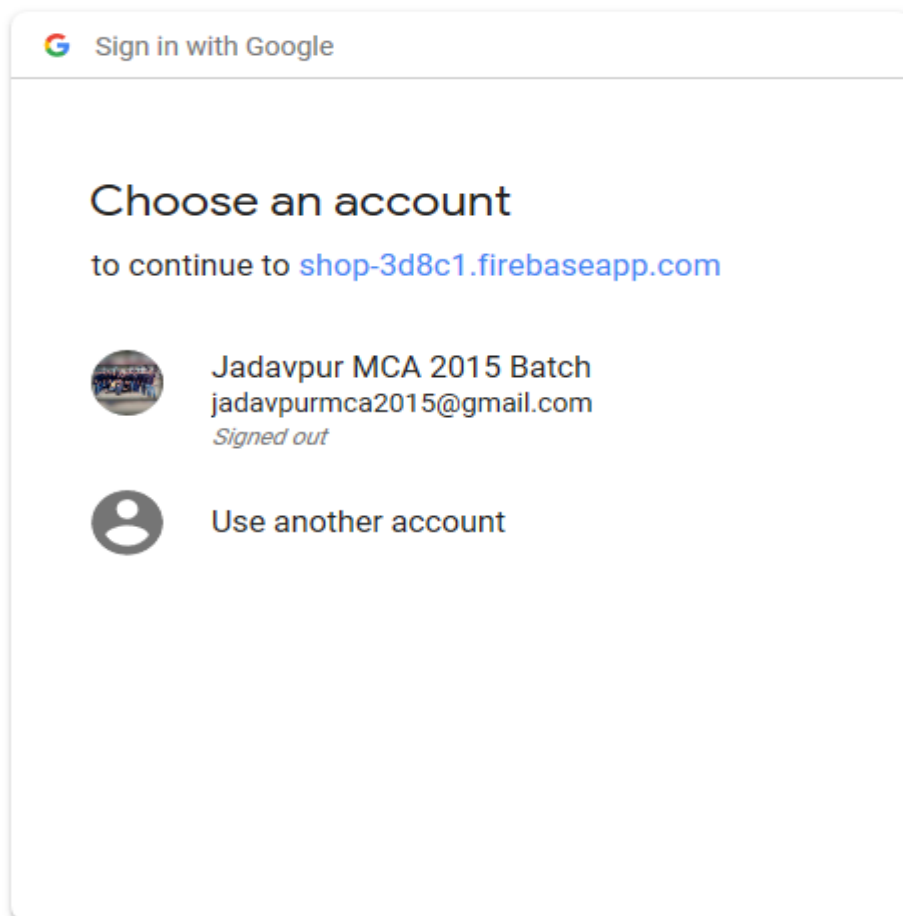 Sign in with Google
Choose an account
to continue to shop-3d8c1.firebaseapp.com
Jadavpur MCA 2015 Batch
jadavpurmca2015@gmail.com
Signed out
Use another account